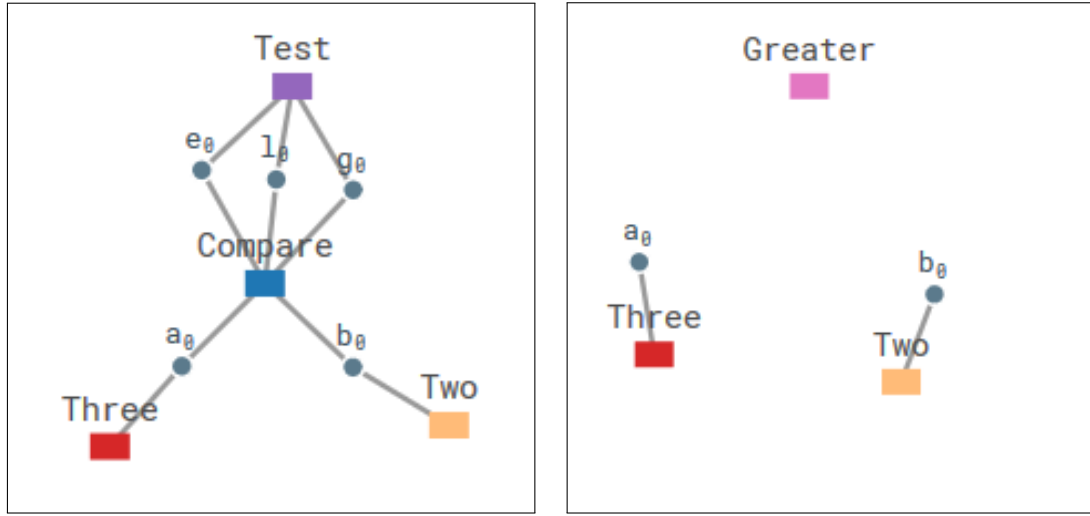 Test
e₀
l₀
g₀
Compare
a₀
b₀
Three
Two
Greater
a₀
b₀
Three
Two